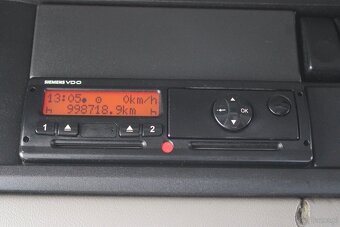 SIEMENS VDO
13:05 0km/h
h 998718.9km h
1 2 OK